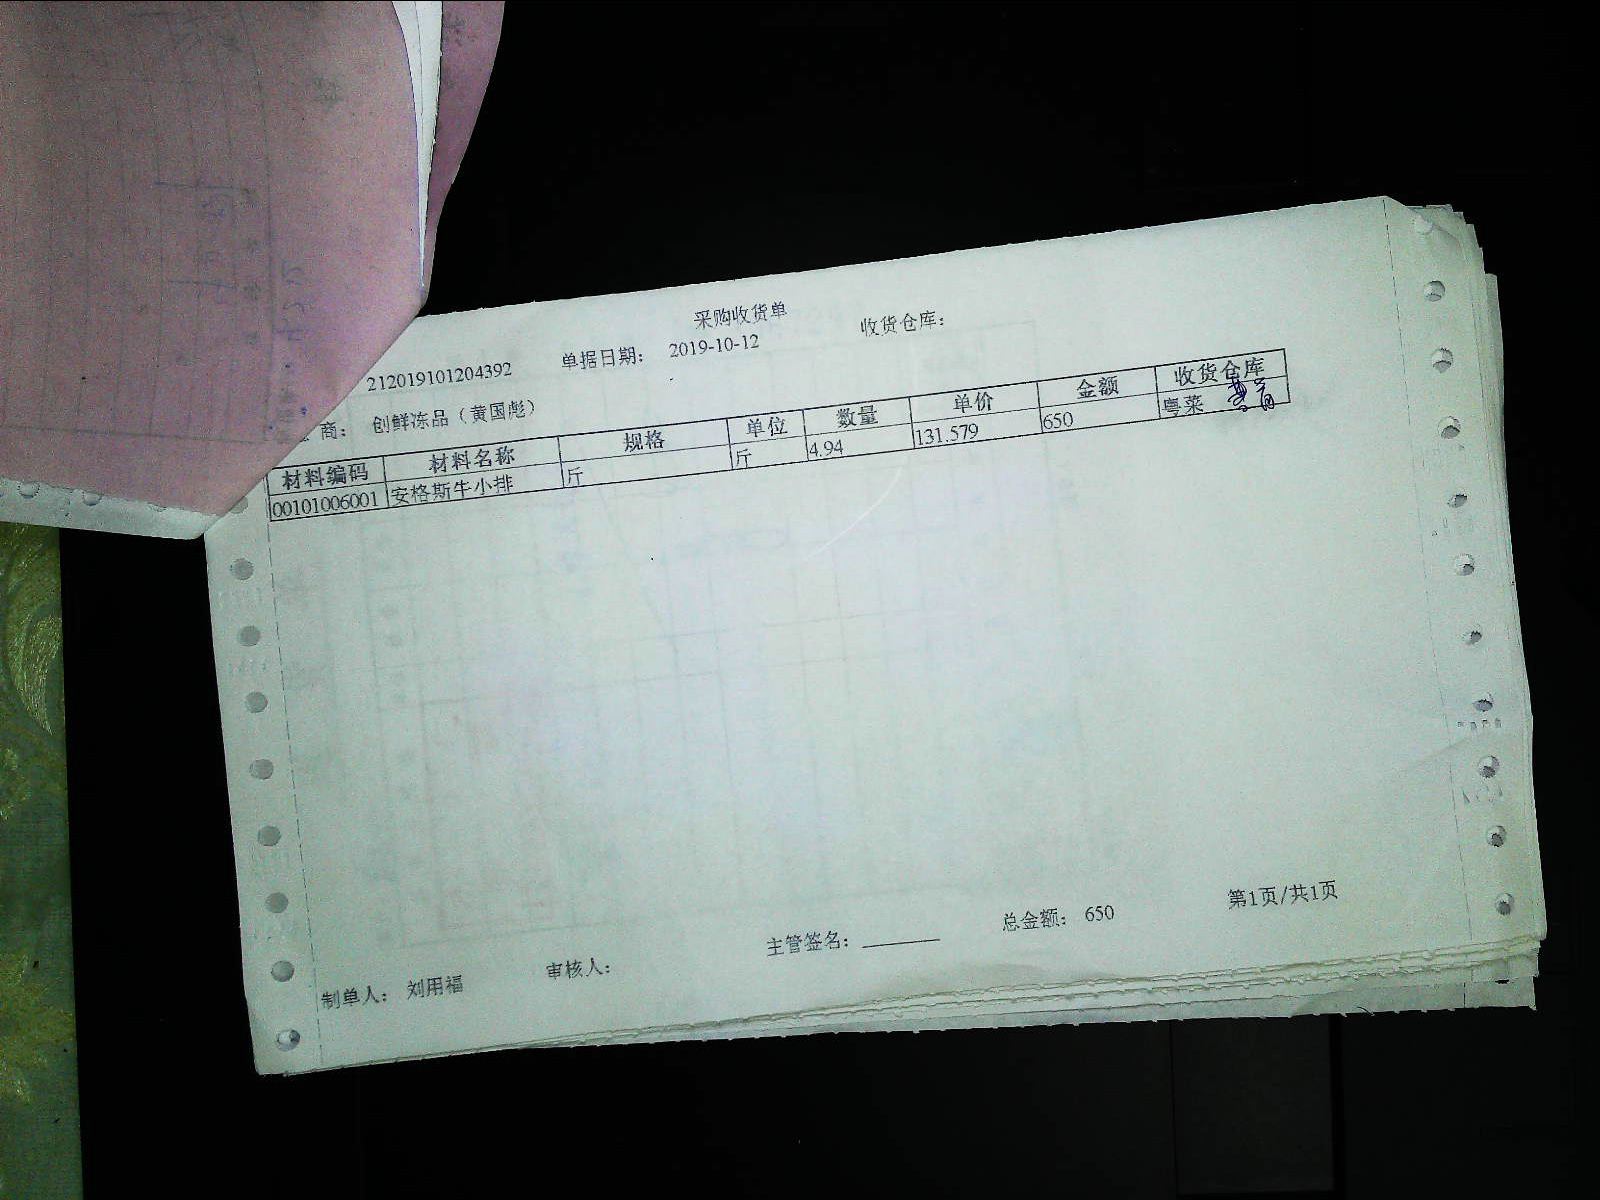 采购收货单
212019101204392 单据日期： 2019-10-12 收货仓库：
商： 创鲜冻品（黄国彪）
材料编码 材料名称 规格 单位 数量 单价 金额 收货仓库
00101006001 安格斯牛小排 斤 斤 4.94 131.579 650 粤菜
制单人： 刘用福 审核人： 主管签名： 总金额： 650 第1页/共1页